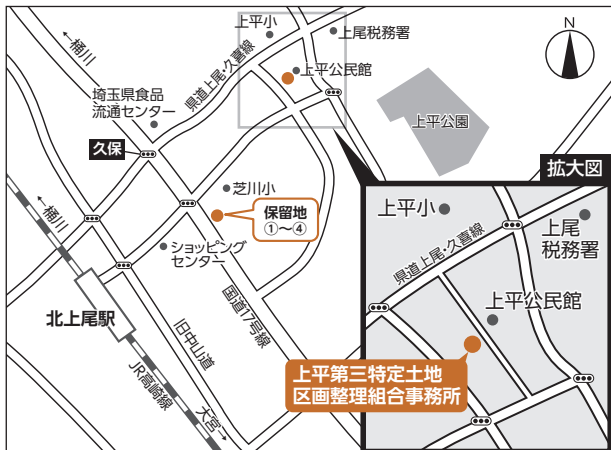 上平小
上尾税務署
N
桶川
県道上尾・久喜線
上平公民館
埼玉県食品
流通センター
上平公園
久保
拡大図
芝川小
保留地
①～④
桶川
ショッピング
センター
国道17号線
北上尾駅
旧中山道
JR高崎線
大宮
上平小
上尾
税務署
県道上尾・久喜線
上平公民館
上平第三特定土地
区画整理組合事務所